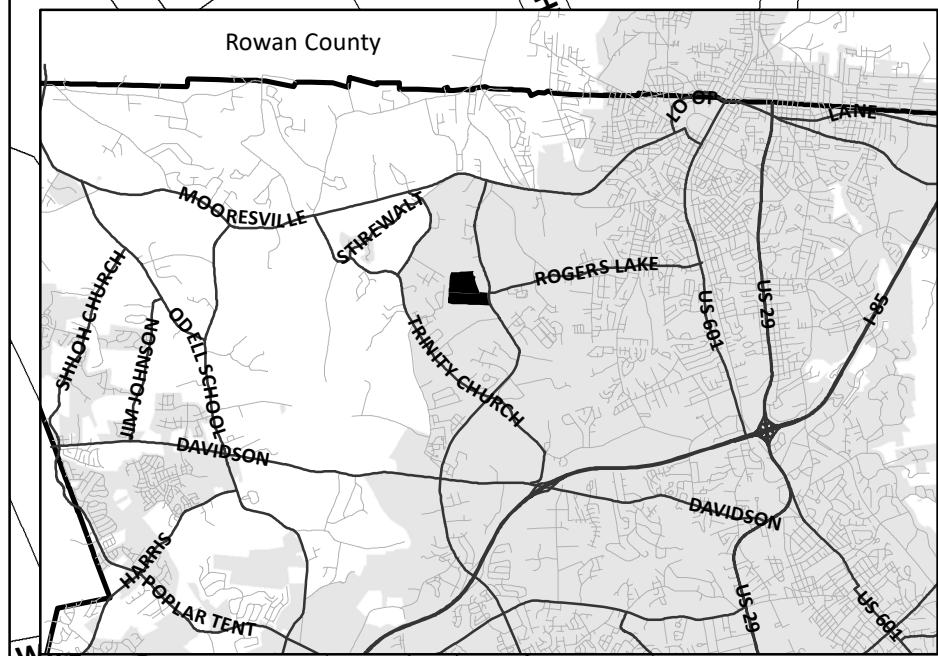 H
Rowan County
LOOP
LANE
MOORESVILLE
STIREWALT
ROGERS LAKE
SHILOH CHURCH
JIM JOHNSON
ODELL SCHOOL
TRINITY CHURCH
US 601
US 29
I-85
DAVIDSON
DAVIDSON
HARRIS
POPLAR TENT
US 29
US 601
W